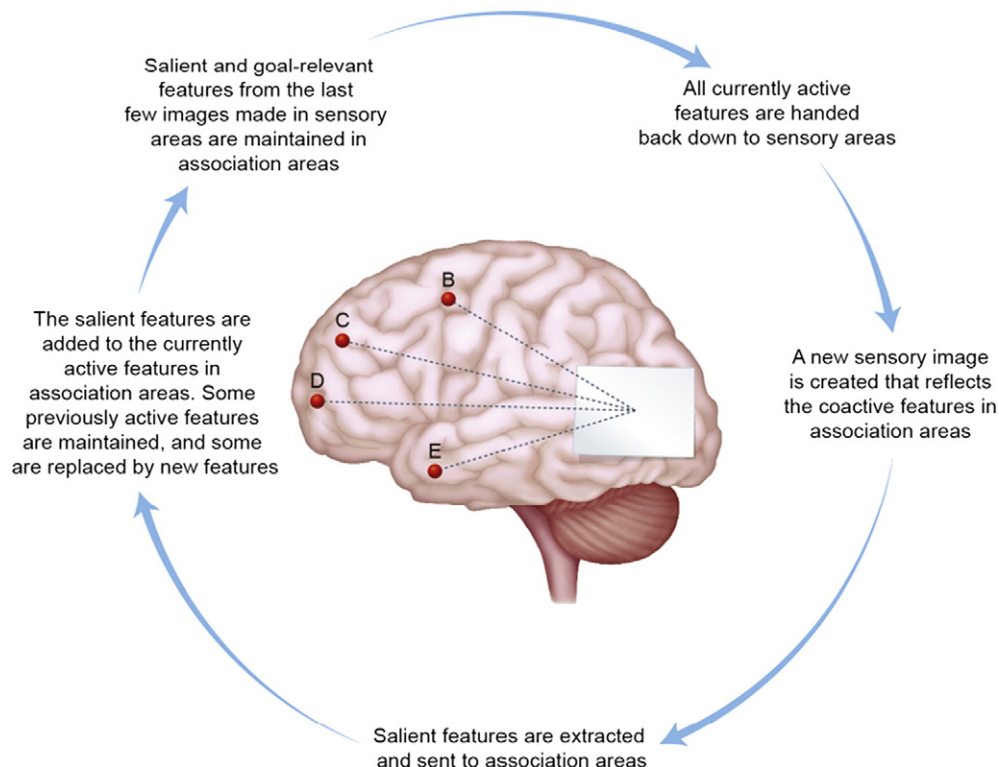 Salient and goal-relevant
features from the last
few images made in sensory
areas are maintained in
association areas
All currently active
features are handed
back down to sensory areas
A new sensory image
is created that reflects
the coactive features in
association areas
Salient features are extracted
and sent to association areas
The salient features are
added to the currently
active features in
association areas. Some
previously active features
are maintained, and some
are replaced by new features
B
C
D
E